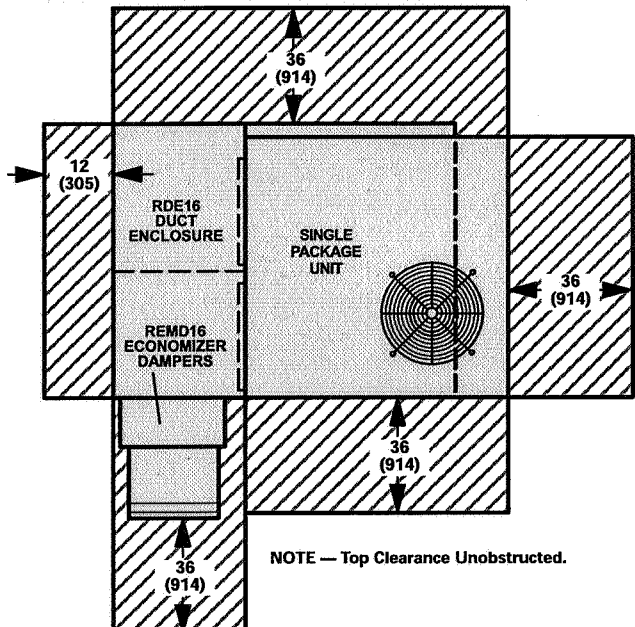 36
(914)
12
(305)
RDE16
DUCT
ENCLOSURE
SINGLE
PACKAGE
UNIT
36
(914)
REMD16
ECONOMIZER
DAMPERS
36
(914)
36
(914)
NOTE — Top Clearance Unobstructed.